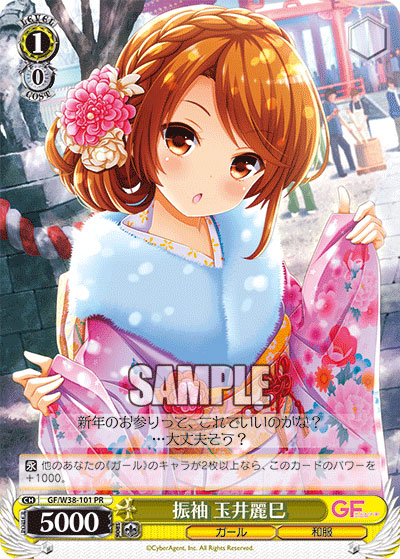 LEVEL
1
0
COST
SAMPLE
新年のお参りって、これでいいのかな?
…大丈夫そう?
永 他のあなたの《ガール》のキャラが2枚以上なら、このカードのパワーを
+1000。
CH GF/W38-101 PR
5000
振袖 玉井麗巳
GF
ガール 和服
©CyberAgent, Inc. All Rights Reserved.